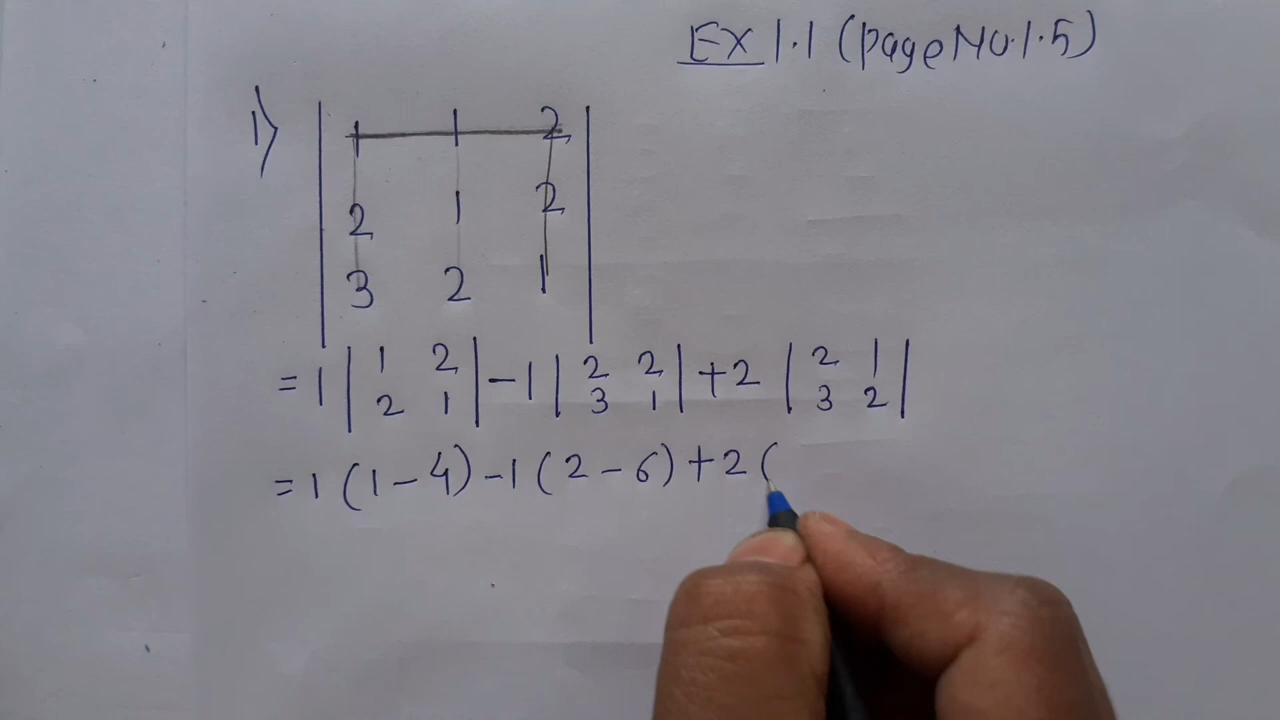 Ex 1.1 (page No.1.5)
1)
| 1 1 2 |
| 2 1 2 |
| 3 2 1 |
= 1 | 1 2 | - 1 | 2 2 | + 2 | 2 1 |
| 2 1 | | 3 1 | | 3 2 |
= 1 ( 1 - 4 ) - 1 ( 2 - 6 ) + 2 (